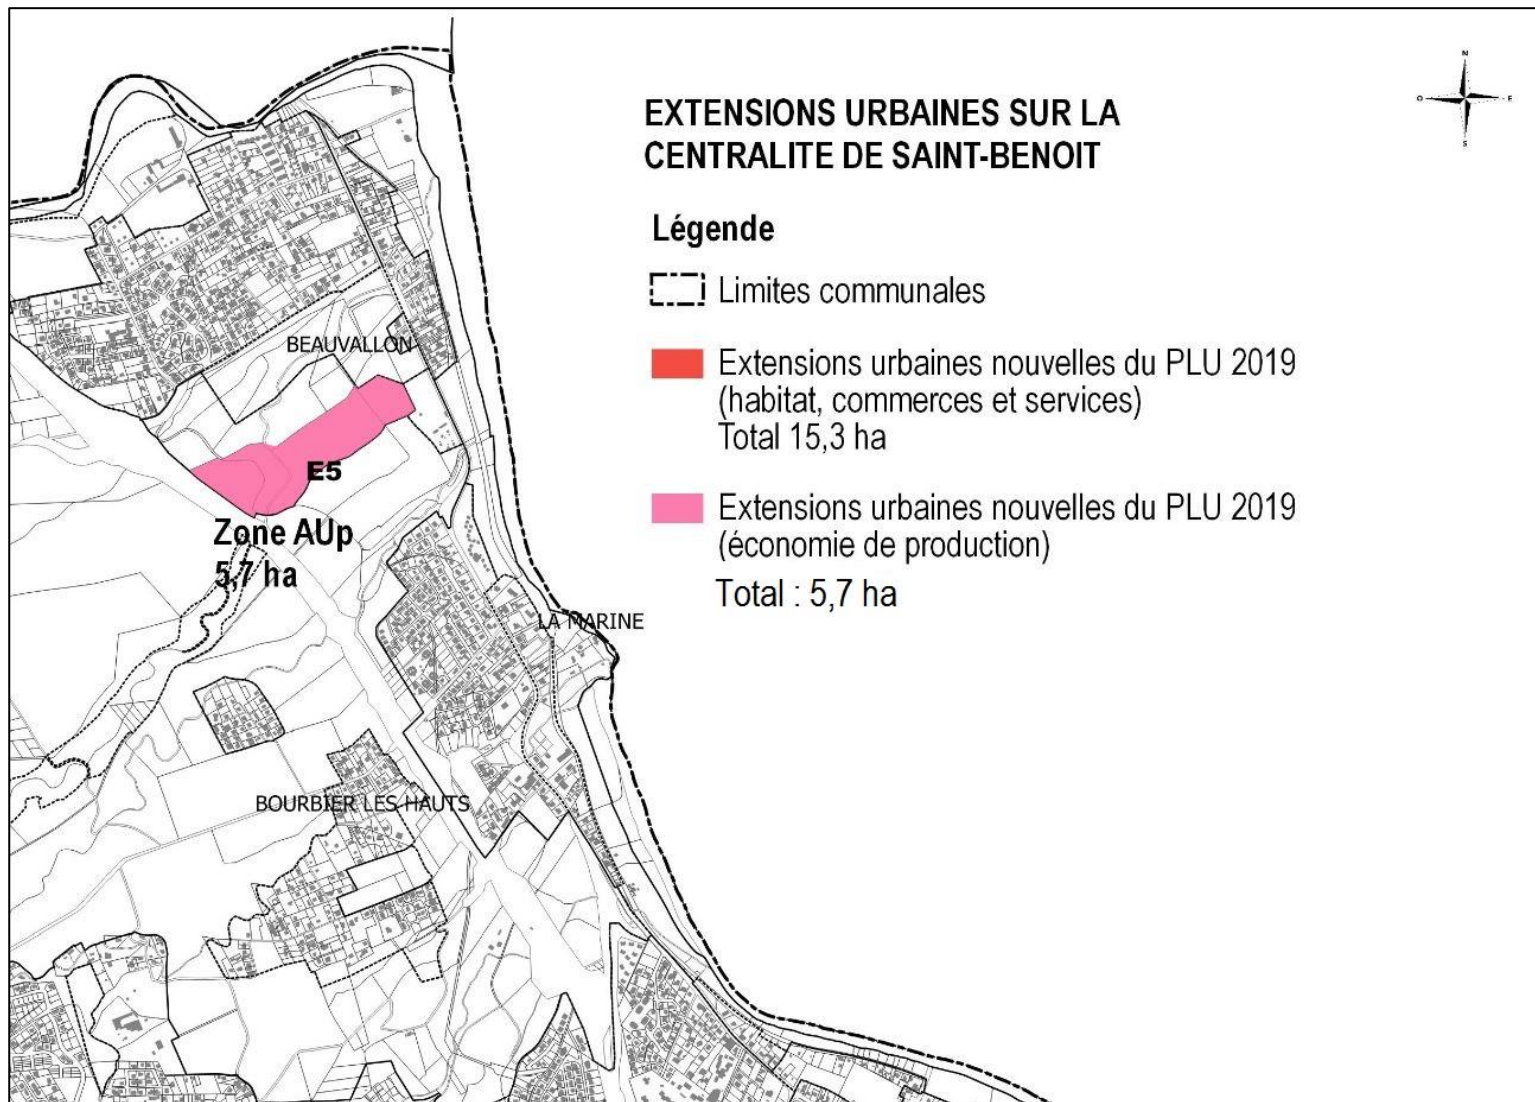 N
O
E
S
EXTENSIONS URBAINES SUR LA
CENTRALITE DE SAINT-BENOIT
Légende
Limites communales
Extensions urbaines nouvelles du PLU 2019
(habitat, commerces et services)
Total 15,3 ha
Extensions urbaines nouvelles du PLU 2019
(économie de production)
Total : 5,7 ha
BEAUVALLON
E5
Zone AUp
5,7 ha
LA MARINE
BOURBIER LES HAUTS